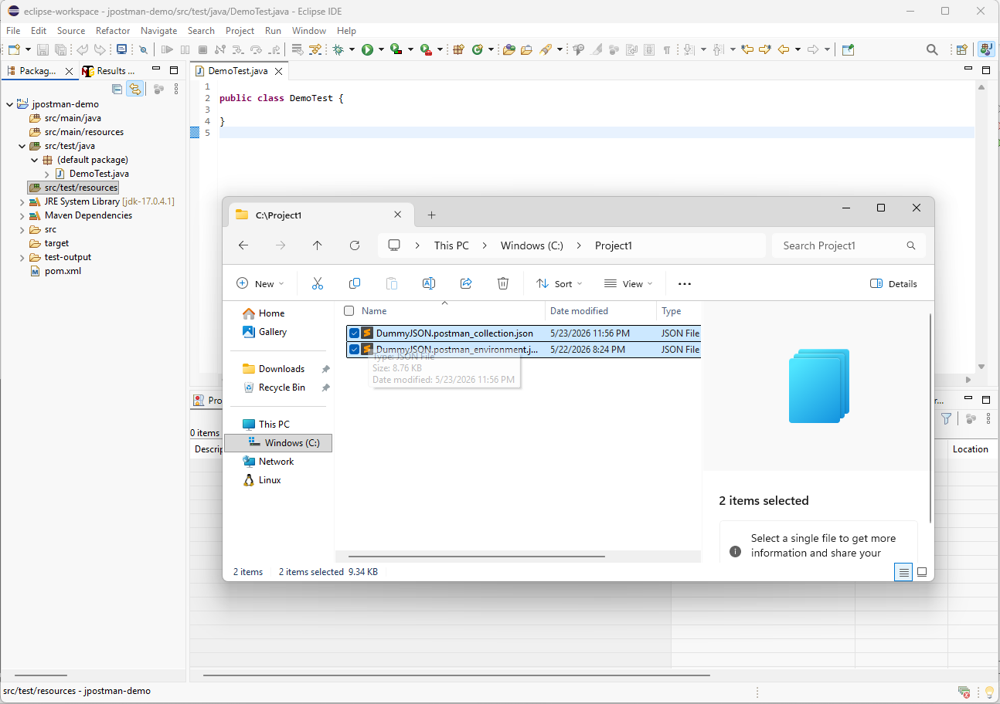 eclipse-workspace - jpostman-demo/src/test/java/DemoTest.java - Eclipse IDE
File Edit Source Refactor Navigate Search Project Run Window Help
Packag...
Results ...
DemoTest.java
jpostman-demo
src/main/java
src/main/resources
src/test/java
(default package)
DemoTest.java
src/test/resources
JRE System Library [jdk-17.0.4.1]
Maven Dependencies
src
target
test-output
pom.xml
1
2 public class DemoTest {
3
4 }
5
C:\Project1
This PC > Windows (C:) > Project1
Search Project1
New
Sort
View
Details
Home
Gallery
Downloads
Recycle Bin
This PC
Windows (C:)
Network
Linux
Name Date modified Type
DummyJSON.postman_collection.json 5/23/2026 11:56 PM JSON File
DummyJSON.postman_environment.j... 5/22/2026 8:24 PM JSON File
Type: JSON File
Size: 8.76 KB
Date modified: 5/23/2026 11:56 PM
2 items selected
Select a single file to get more
information and share your
2 items 2 items selected 9.34 KB
Pro
r...
0 items
Descrip
Location
src/test/resources - jpostman-demo